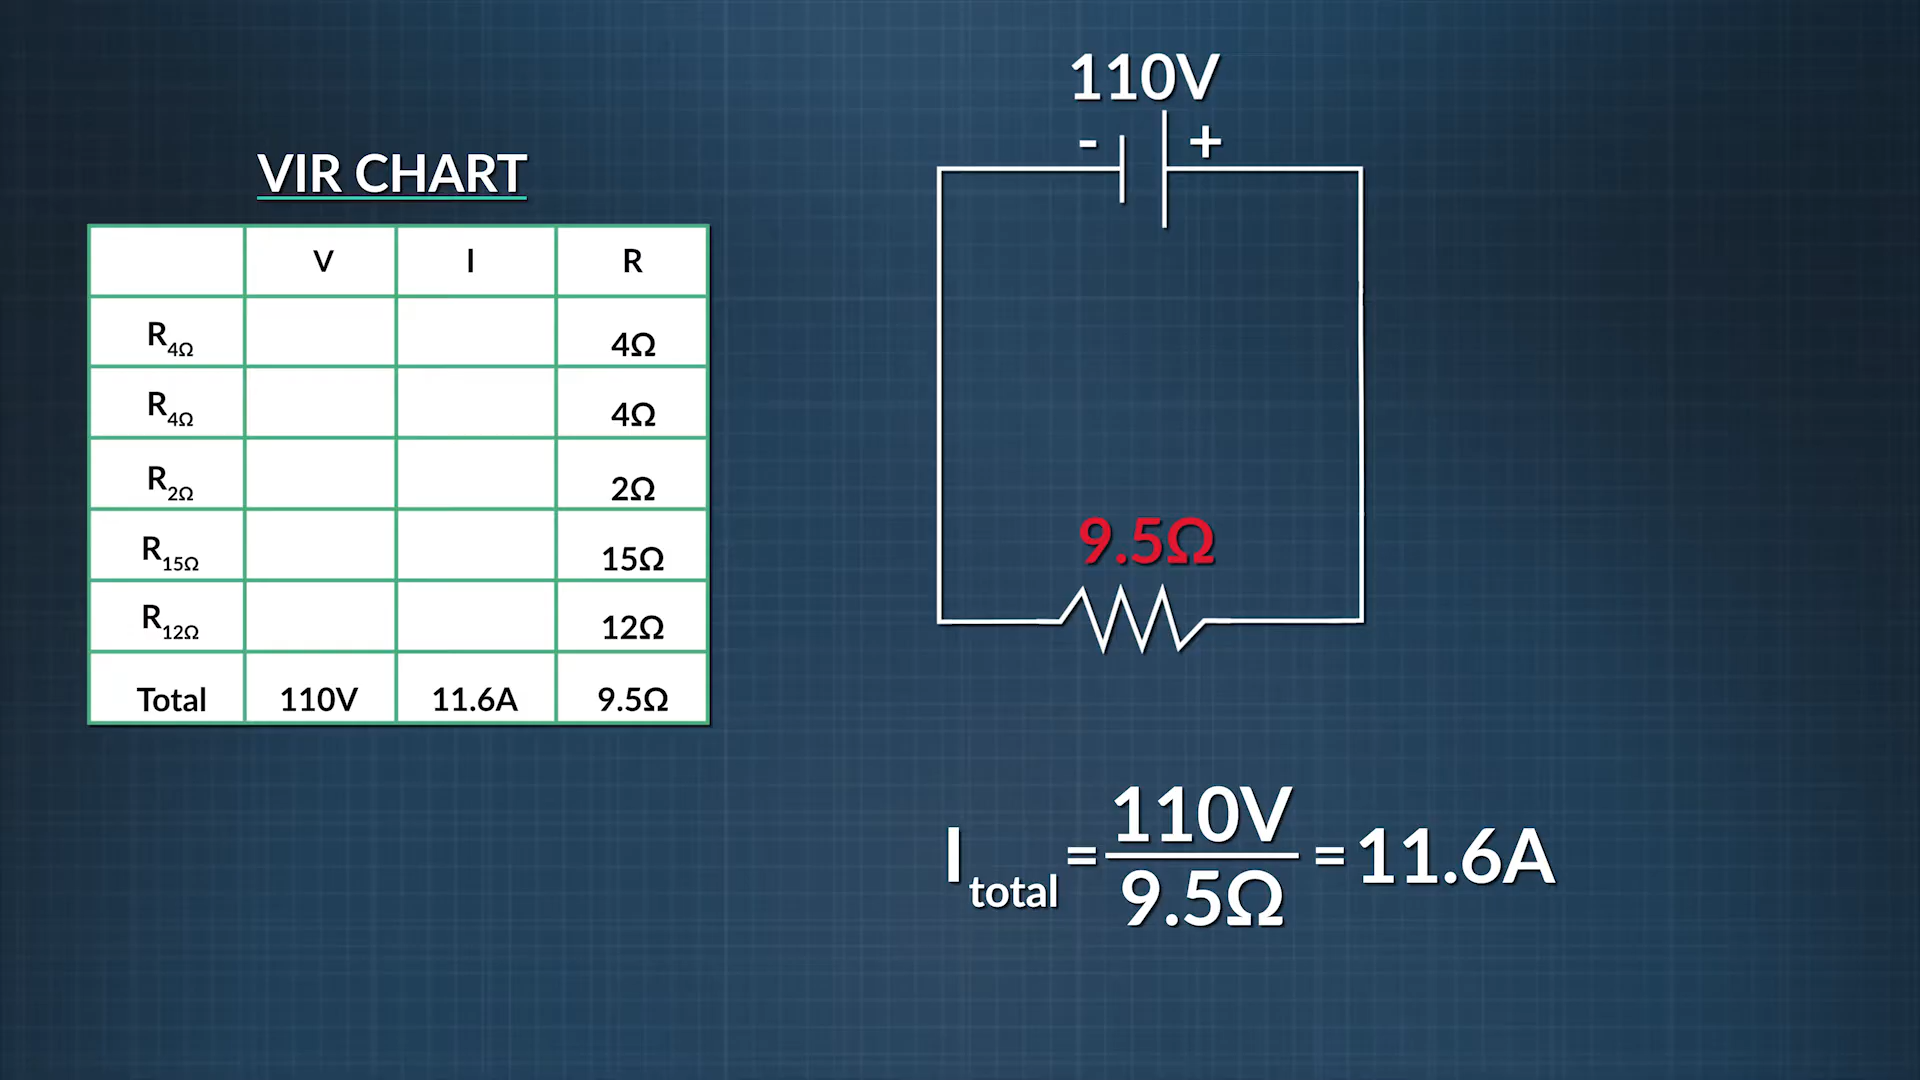 VIR CHART
V I R
R4Ω 4Ω
R4Ω 4Ω
R2Ω 2Ω
R15Ω 15Ω
R12Ω 12Ω
Total 110V 11.6A 9.5Ω
110V
- +
9.5Ω
Itotal = 110V / 9.5Ω = 11.6A